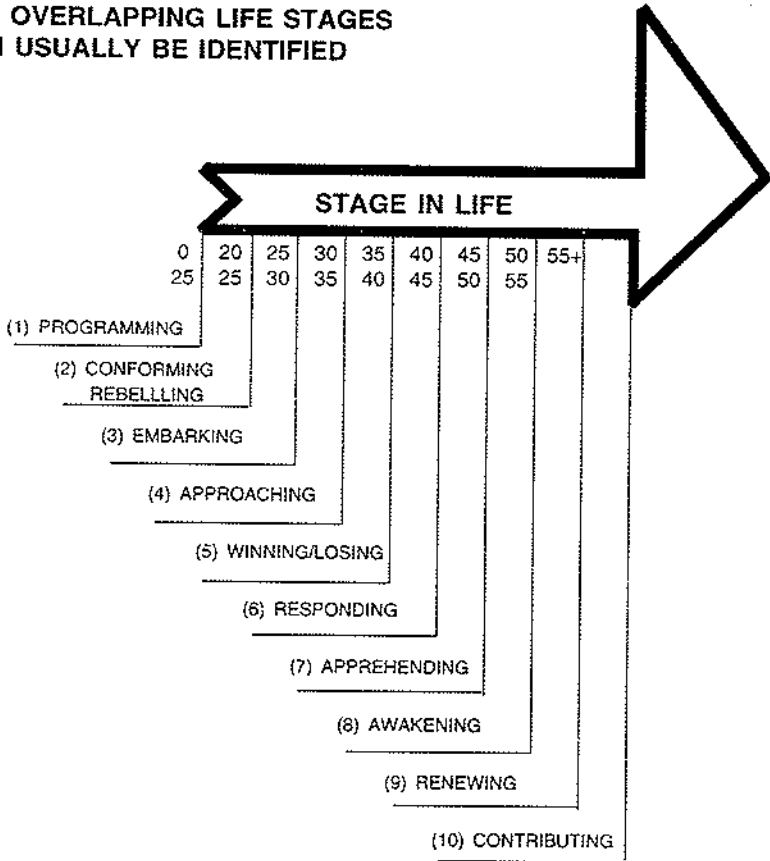 OVERLAPPING LIFE STAGES
USUALLY BE IDENTIFIED
STAGE IN LIFE
0 20 25 30 35 40 45 50 55+
25 25 30 35 40 45 50 55
(1) PROGRAMMING
(2) CONFORMING
REBELLLING
(3) EMBARKING
(4) APPROACHING
(5) WINNING/LOSING
(6) RESPONDING
(7) APPREHENDING
(8) AWAKENING
(9) RENEWING
(10) CONTRIBUTING